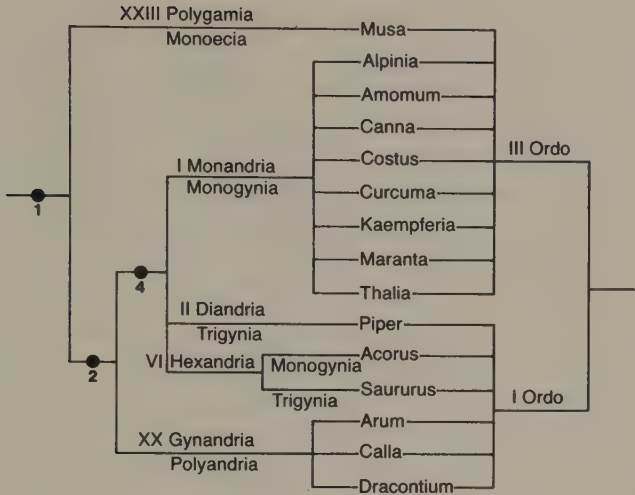 XXIII Polygamia
Monoecia
Musa
Alpinia
Amomum
Canna
III Ordo
I Monandria
Costus
Monogynia
Curcuma
1
Kaempferia
Maranta
4
Thalia
II Diandria
Piper
Trigynia
Acorus
VI Hexandria
Monogynia
2
Saururus
I Ordo
Trigynia
Arum
XX Gynandria
Calla
Polyandria
Dracontium